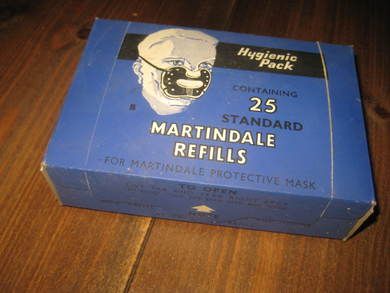 Hygienic
Pack
CONTAINING
25
STANDARD
MARTINDALE
REFILLS
-FOR MARTINDALE PROTECTIVE MASK
TO OPEN